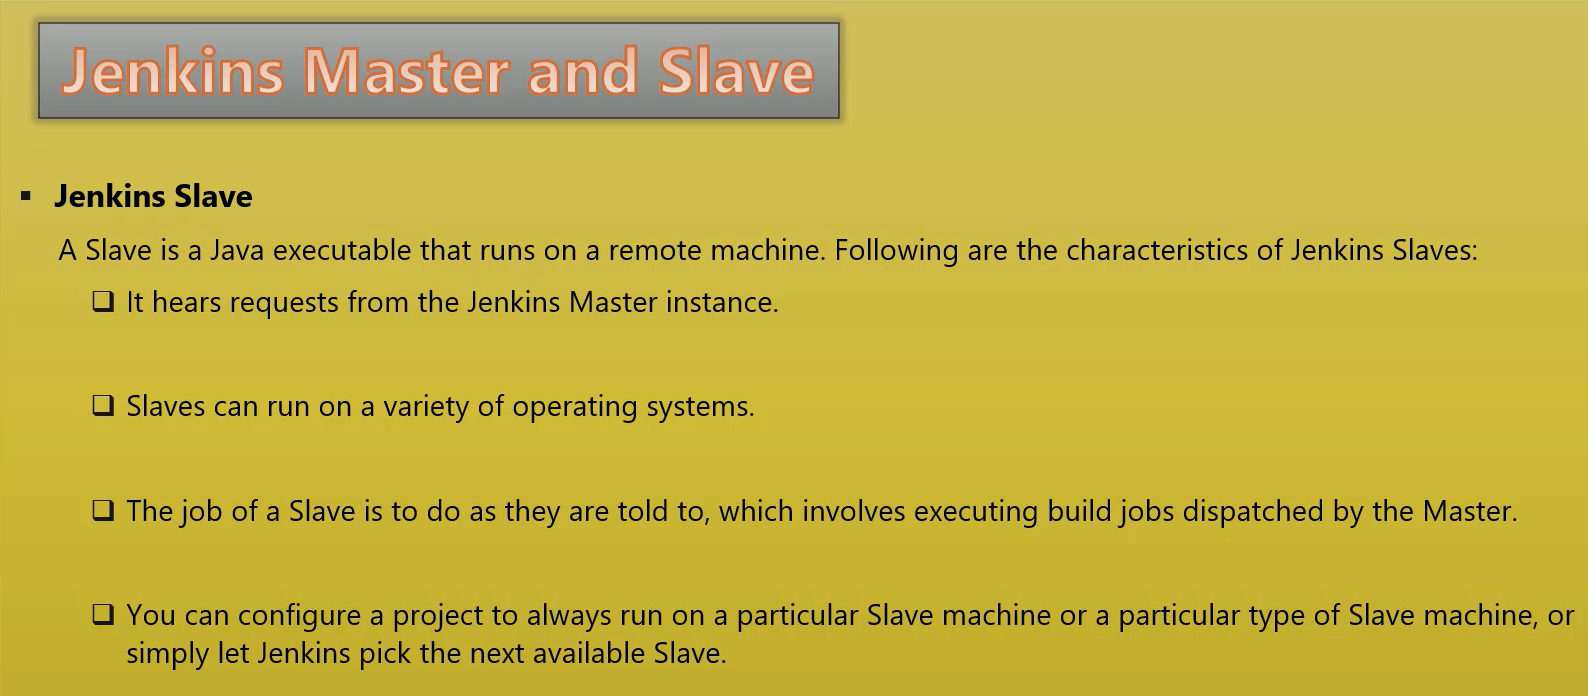 Jenkins Master and Slave
▪ Jenkins Slave
A Slave is a Java executable that runs on a remote machine. Following are the characteristics of Jenkins Slaves:
❑ It hears requests from the Jenkins Master instance.
❑ Slaves can run on a variety of operating systems.
❑ The job of a Slave is to do as they are told to, which involves executing build jobs dispatched by the Master.
❑ You can configure a project to always run on a particular Slave machine or a particular type of Slave machine, or
simply let Jenkins pick the next available Slave.